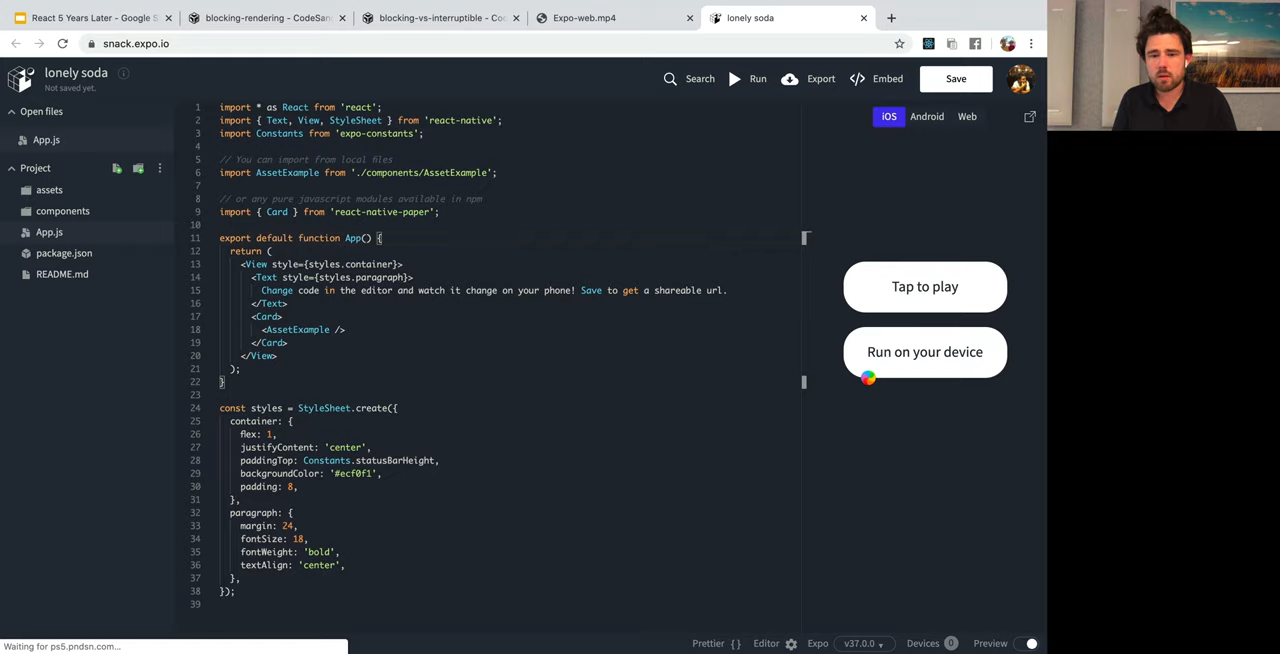 React 5 Years Later - Google S
blocking-rendering - CodeSan
blocking-vs-interruptible - Co
Expo-web.mp4
lonely soda
snack.expo.io
lonely soda
Not saved yet.
Search
Run
Export
Embed
Save
Open files
App.js
Project
assets
components
App.js
package.json
README.md
1 import * as React from 'react';
2 import { Text, View, StyleSheet } from 'react-native';
3 import Constants from 'expo-constants';
4
5 // You can import from local files
6 import AssetExample from './components/AssetExample';
7
8 // or any pure javascript modules available in npm
9 import { Card } from 'react-native-paper';
10
11 export default function App() {
12 return (
13 <View style={styles.container}>
14 <Text style={styles.paragraph}>
15 Change code in the editor and watch it change on your phone! Save to get a shareable url.
16 </Text>
17 <Card>
18 <AssetExample />
19 </Card>
20 </View>
21 );
22 }
23
24 const styles = StyleSheet.create({
25 container: {
26 flex: 1,
27 justifyContent: 'center',
28 paddingTop: Constants.statusBarHeight,
29 backgroundColor: '#ecf0f1',
30 padding: 8,
31 },
32 paragraph: {
33 margin: 24,
34 fontSize: 18,
35 fontWeight: 'bold',
36 textAlign: 'center',
37 },
38 });
39
iOS
Android
Web
Tap to play
Run on your device
Waiting for ps5.pndsn.com...
Prettier { }
Editor
Expo
v37.0.0
Devices
0
Preview